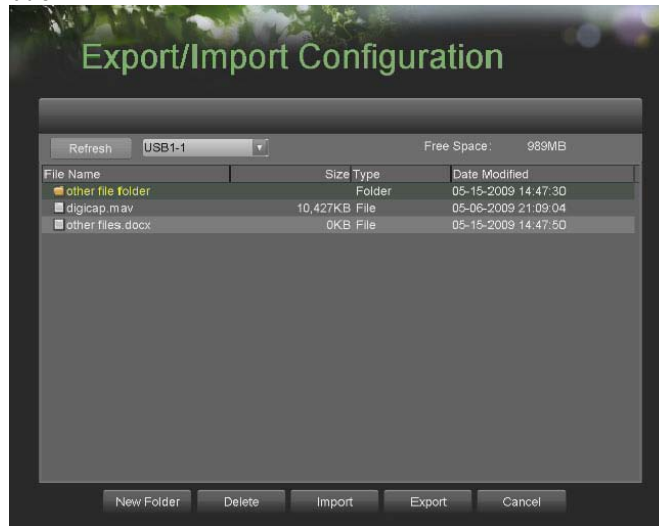 Export/Import Configuration
Refresh USB1-1 Free Space: 989MB
File Name Size Type Date Modified
other file folder Folder 05-15-2009 14:47:30
digicap.mav 10,427KB File 05-06-2009 21:09:04
other files.docx 0KB File 05-15-2009 14:47:50
New Folder Delete Import Export Cancel